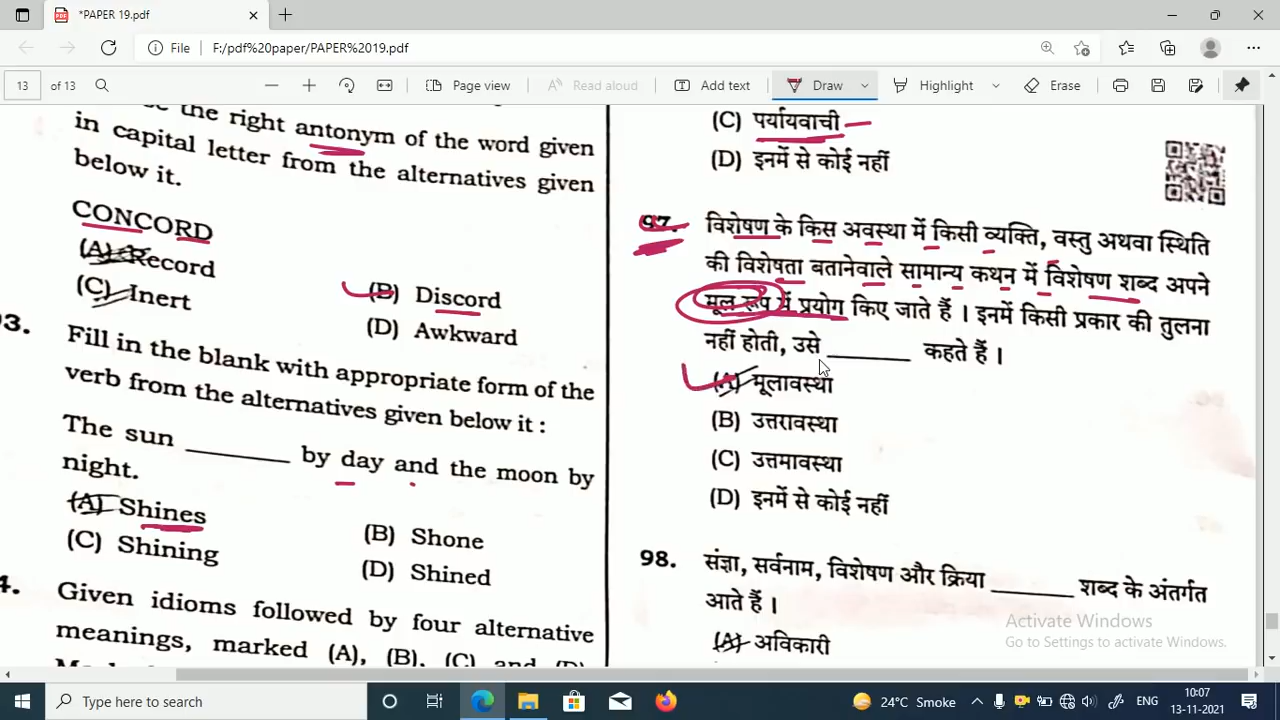 *PAPER 19.pdf
File
F:/pdf%20paper/PAPER%2019.pdf
13 of 13
Page view
Read aloud
Add text
Draw
Highlight
Erase
the right antonym of the word given
in capital letter from the alternatives given
below it.
CONCORD
(A) Record
(B) Discord
(C) Inert
(D) Awkward
Fill in the blank with appropriate form of the
verb from the alternatives given below it :
The sun ________ by day and the moon by
night.
(A) Shines
(B) Shone
(C) Shining
(D) Shined
Given idioms followed by four alternative
meanings, marked (A), (B), (C) and (D).
(C) पर्यायवाची
(D) इनमें से कोई नहीं
97. विशेषण के किस अवस्था में किसी व्यक्ति, वस्तु अथवा स्थिति
की विशेषता बतानेवाले सामान्य कथन में विशेषण शब्द अपने
मूल रूप में प्रयोग किए जाते हैं । इनमें किसी प्रकार की तुलना
नहीं होती, उसे ________ कहते हैं ।
(A) मूलावस्था
(B) उत्तरावस्था
(C) उत्तमावस्था
(D) इनमें से कोई नहीं
98. संज्ञा, सर्वनाम, विशेषण और क्रिया ________ शब्द के अंतर्गत
आते हैं ।
(A) अविकारी
Activate Windows
Go to Settings to activate Windows.
Type here to search
24°C Smoke
ENG
10:07
13-11-2021